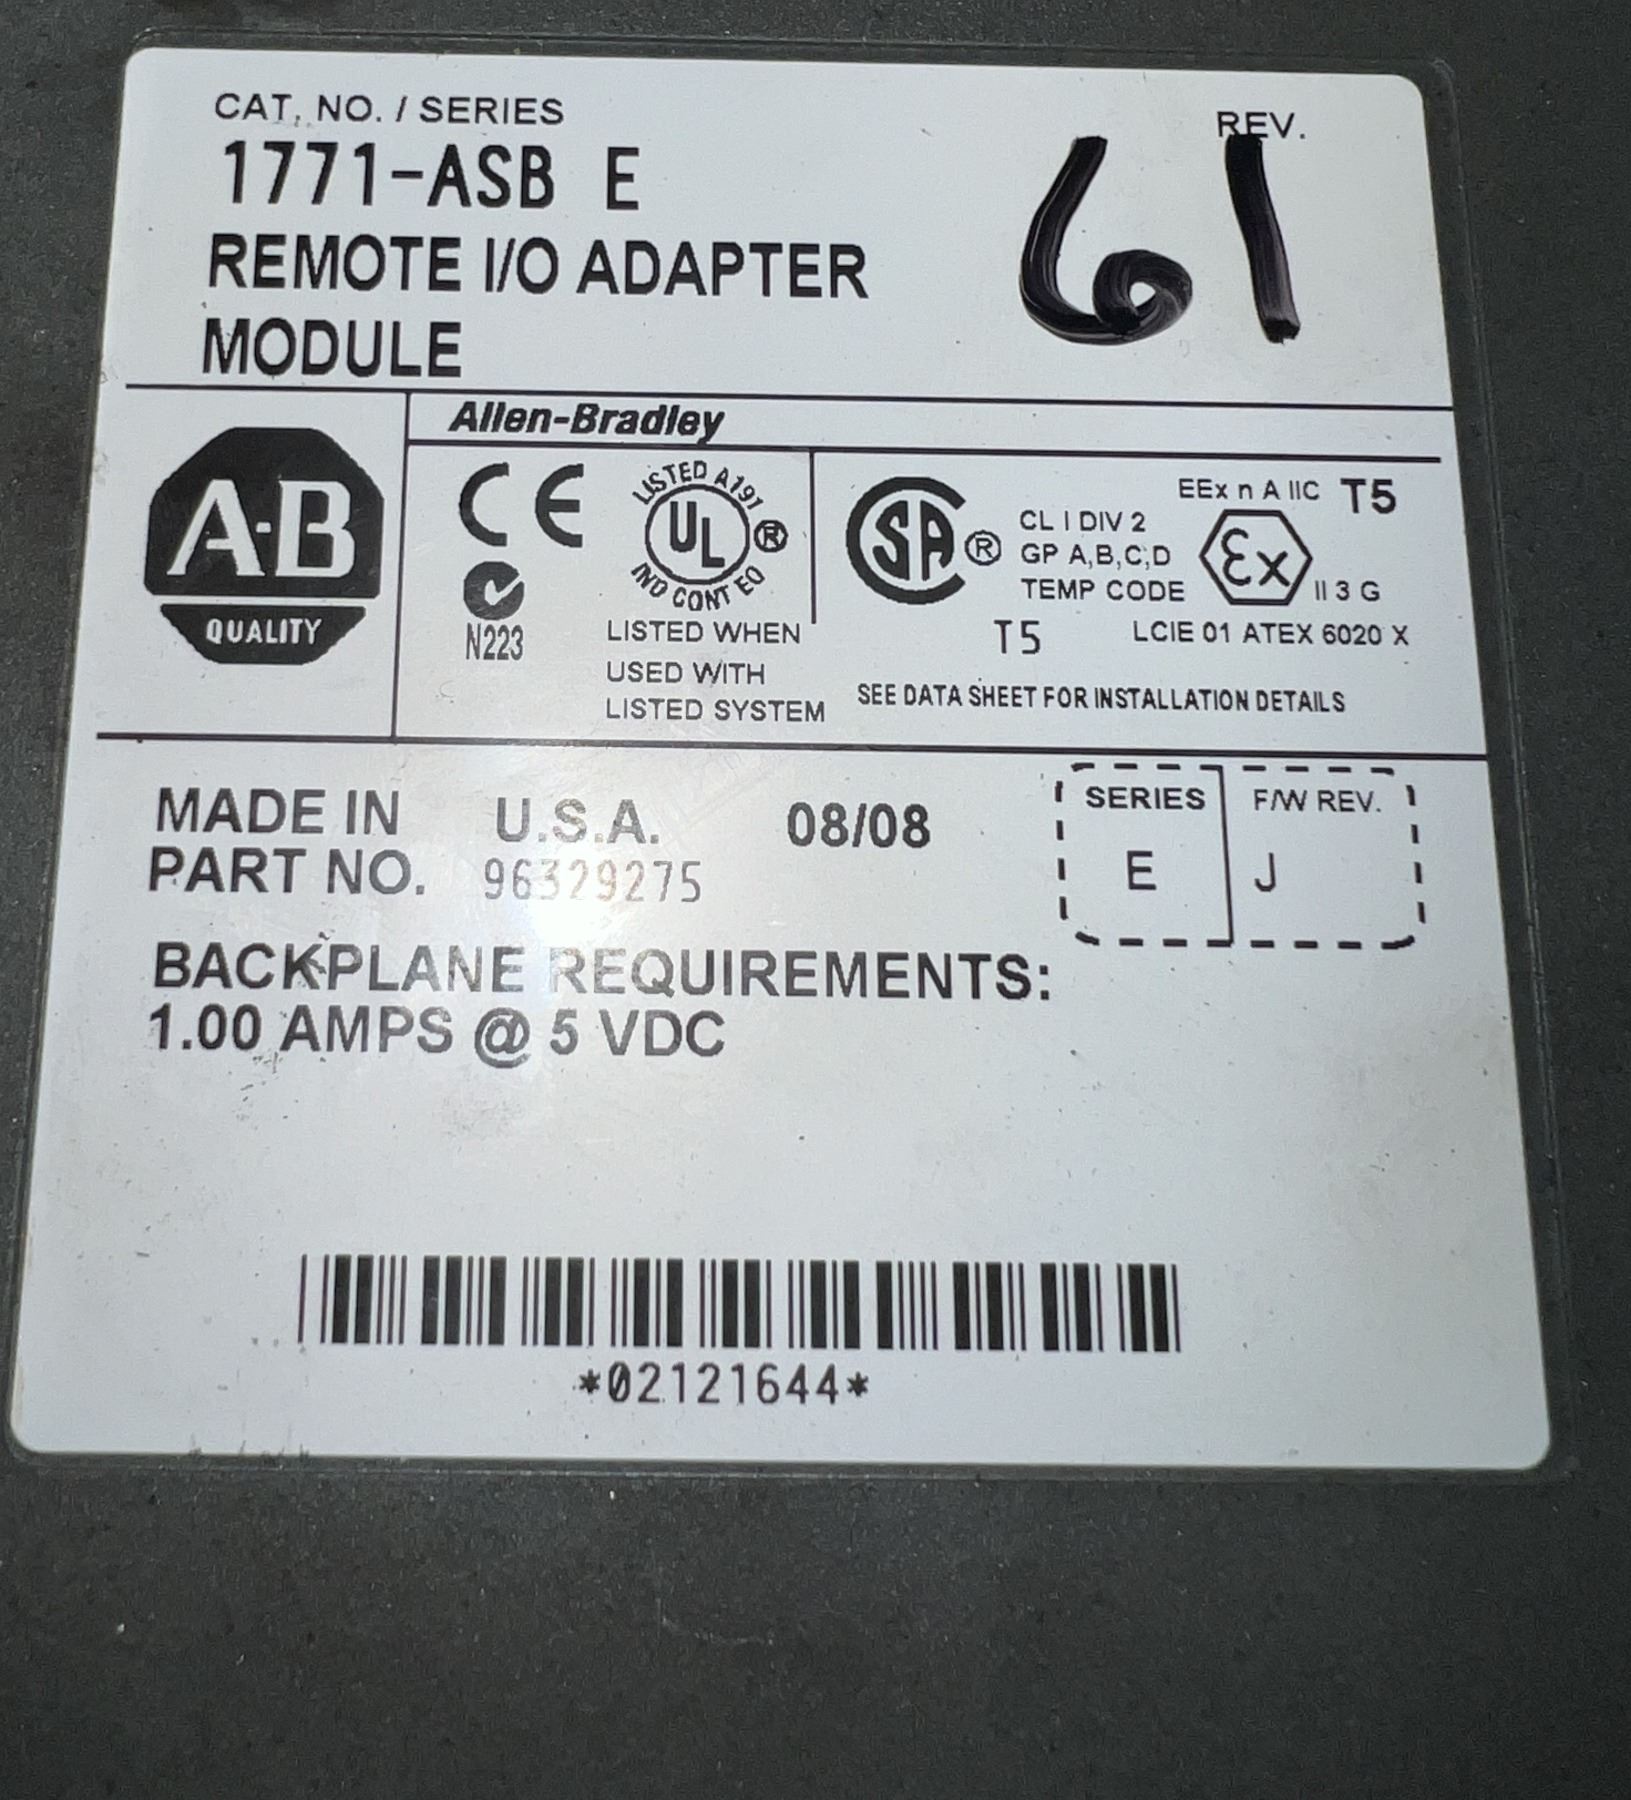 CAT. NO. / SERIES
REV.
1771-ASB E
61
REMOTE I/O ADAPTER
MODULE
Allen-Bradley
A-B
QUALITY
CE
N223
LISTED A191
UL ®
IND CONT EQ
LISTED WHEN
USED WITH
LISTED SYSTEM
SA ®
CL I DIV 2
GP A,B,C,D
TEMP CODE
T5
EEx n A IIC T5
Ex
II 3 G
LCIE 01 ATEX 6020 X
SEE DATA SHEET FOR INSTALLATION DETAILS
MADE IN U.S.A. 08/08
PART NO. 96329275
SERIES F/W REV.
E J
BACKPLANE REQUIREMENTS:
1.00 AMPS @ 5 VDC
*02121644*